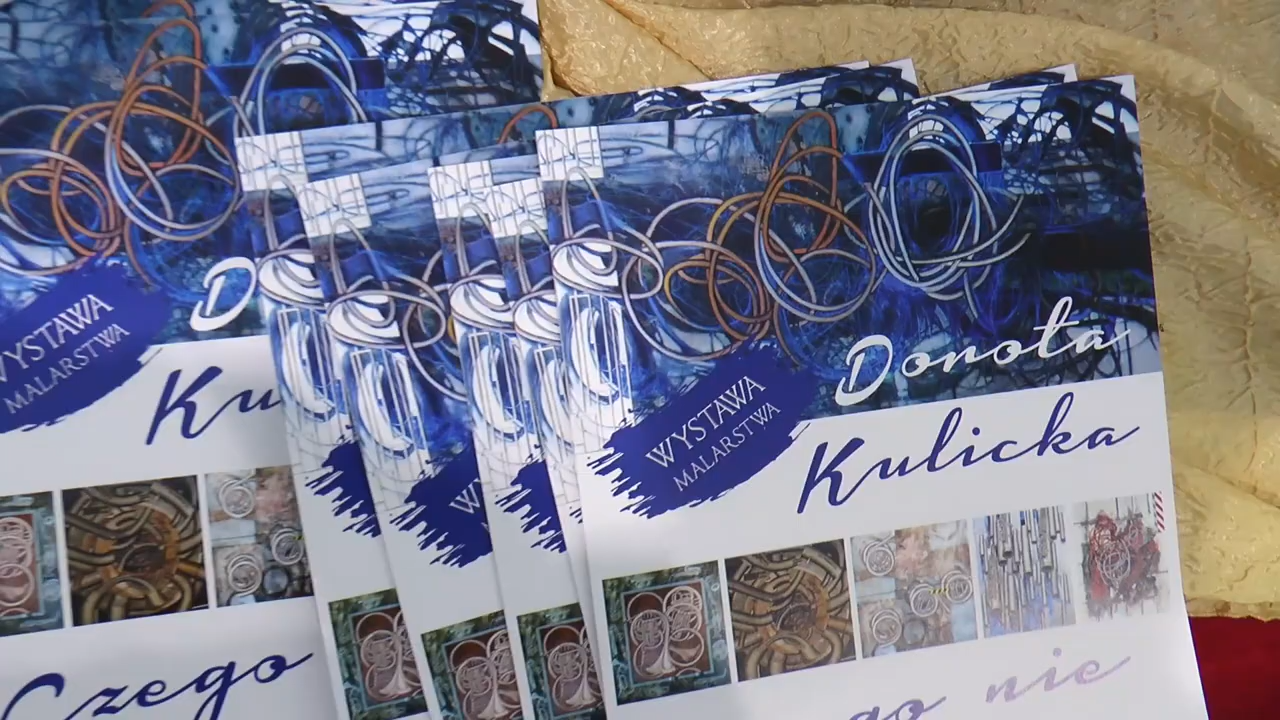 D
WYSTAWA
MALARSTWA
Ku
Czego
W
Dorota
Kulicka
WYSTAWA
MALARSTWA
go nie